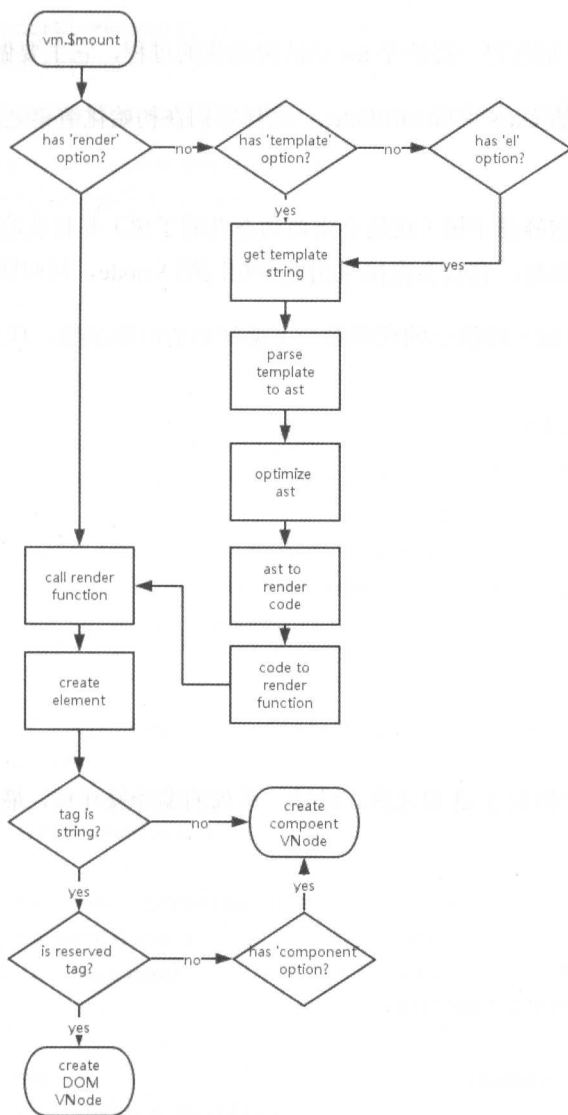 vm.$mount
has 'render'
option?
no
has 'template'
option?
no
has 'el'
option?
yes
get template
string
yes
parse
template
to ast
optimize
ast
call render
function
ast to
render
code
create
element
code to
render
function
tag is
string?
no
create
compoent
VNode
yes
yes
is reserved
tag?
no
has 'component'
option?
yes
create
DOM
VNode